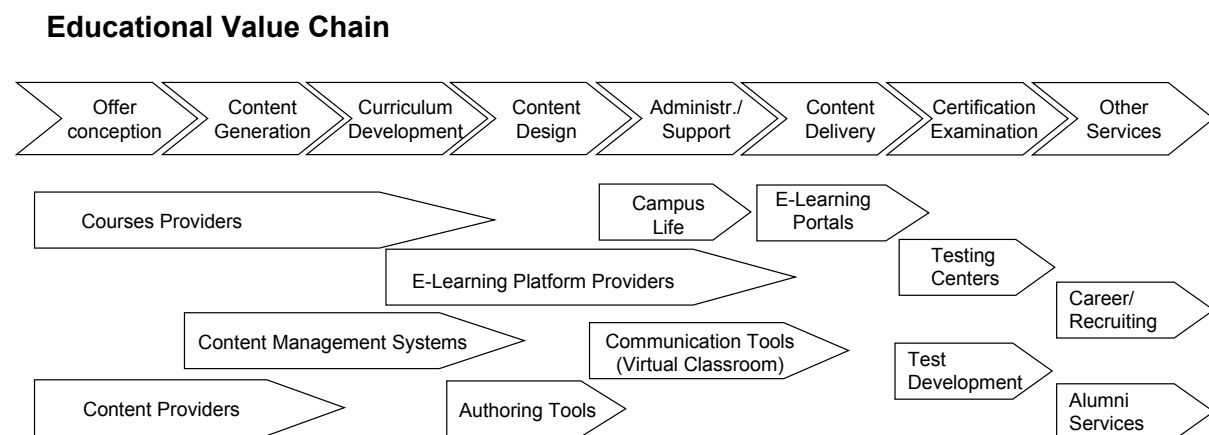 Educational Value Chain
Offer
conception
Content
Generation
Curriculum
Development
Content
Design
Administr./
Support
Content
Delivery
Certification
Examination
Other
Services
Courses Providers
Campus
Life
E-Learning
Portals
E-Learning Platform Providers
Testing
Centers
Content Management Systems
Communication Tools
(Virtual Classroom)
Career/
Recruiting
Test
Development
Content Providers
Authoring Tools
Alumni
Services